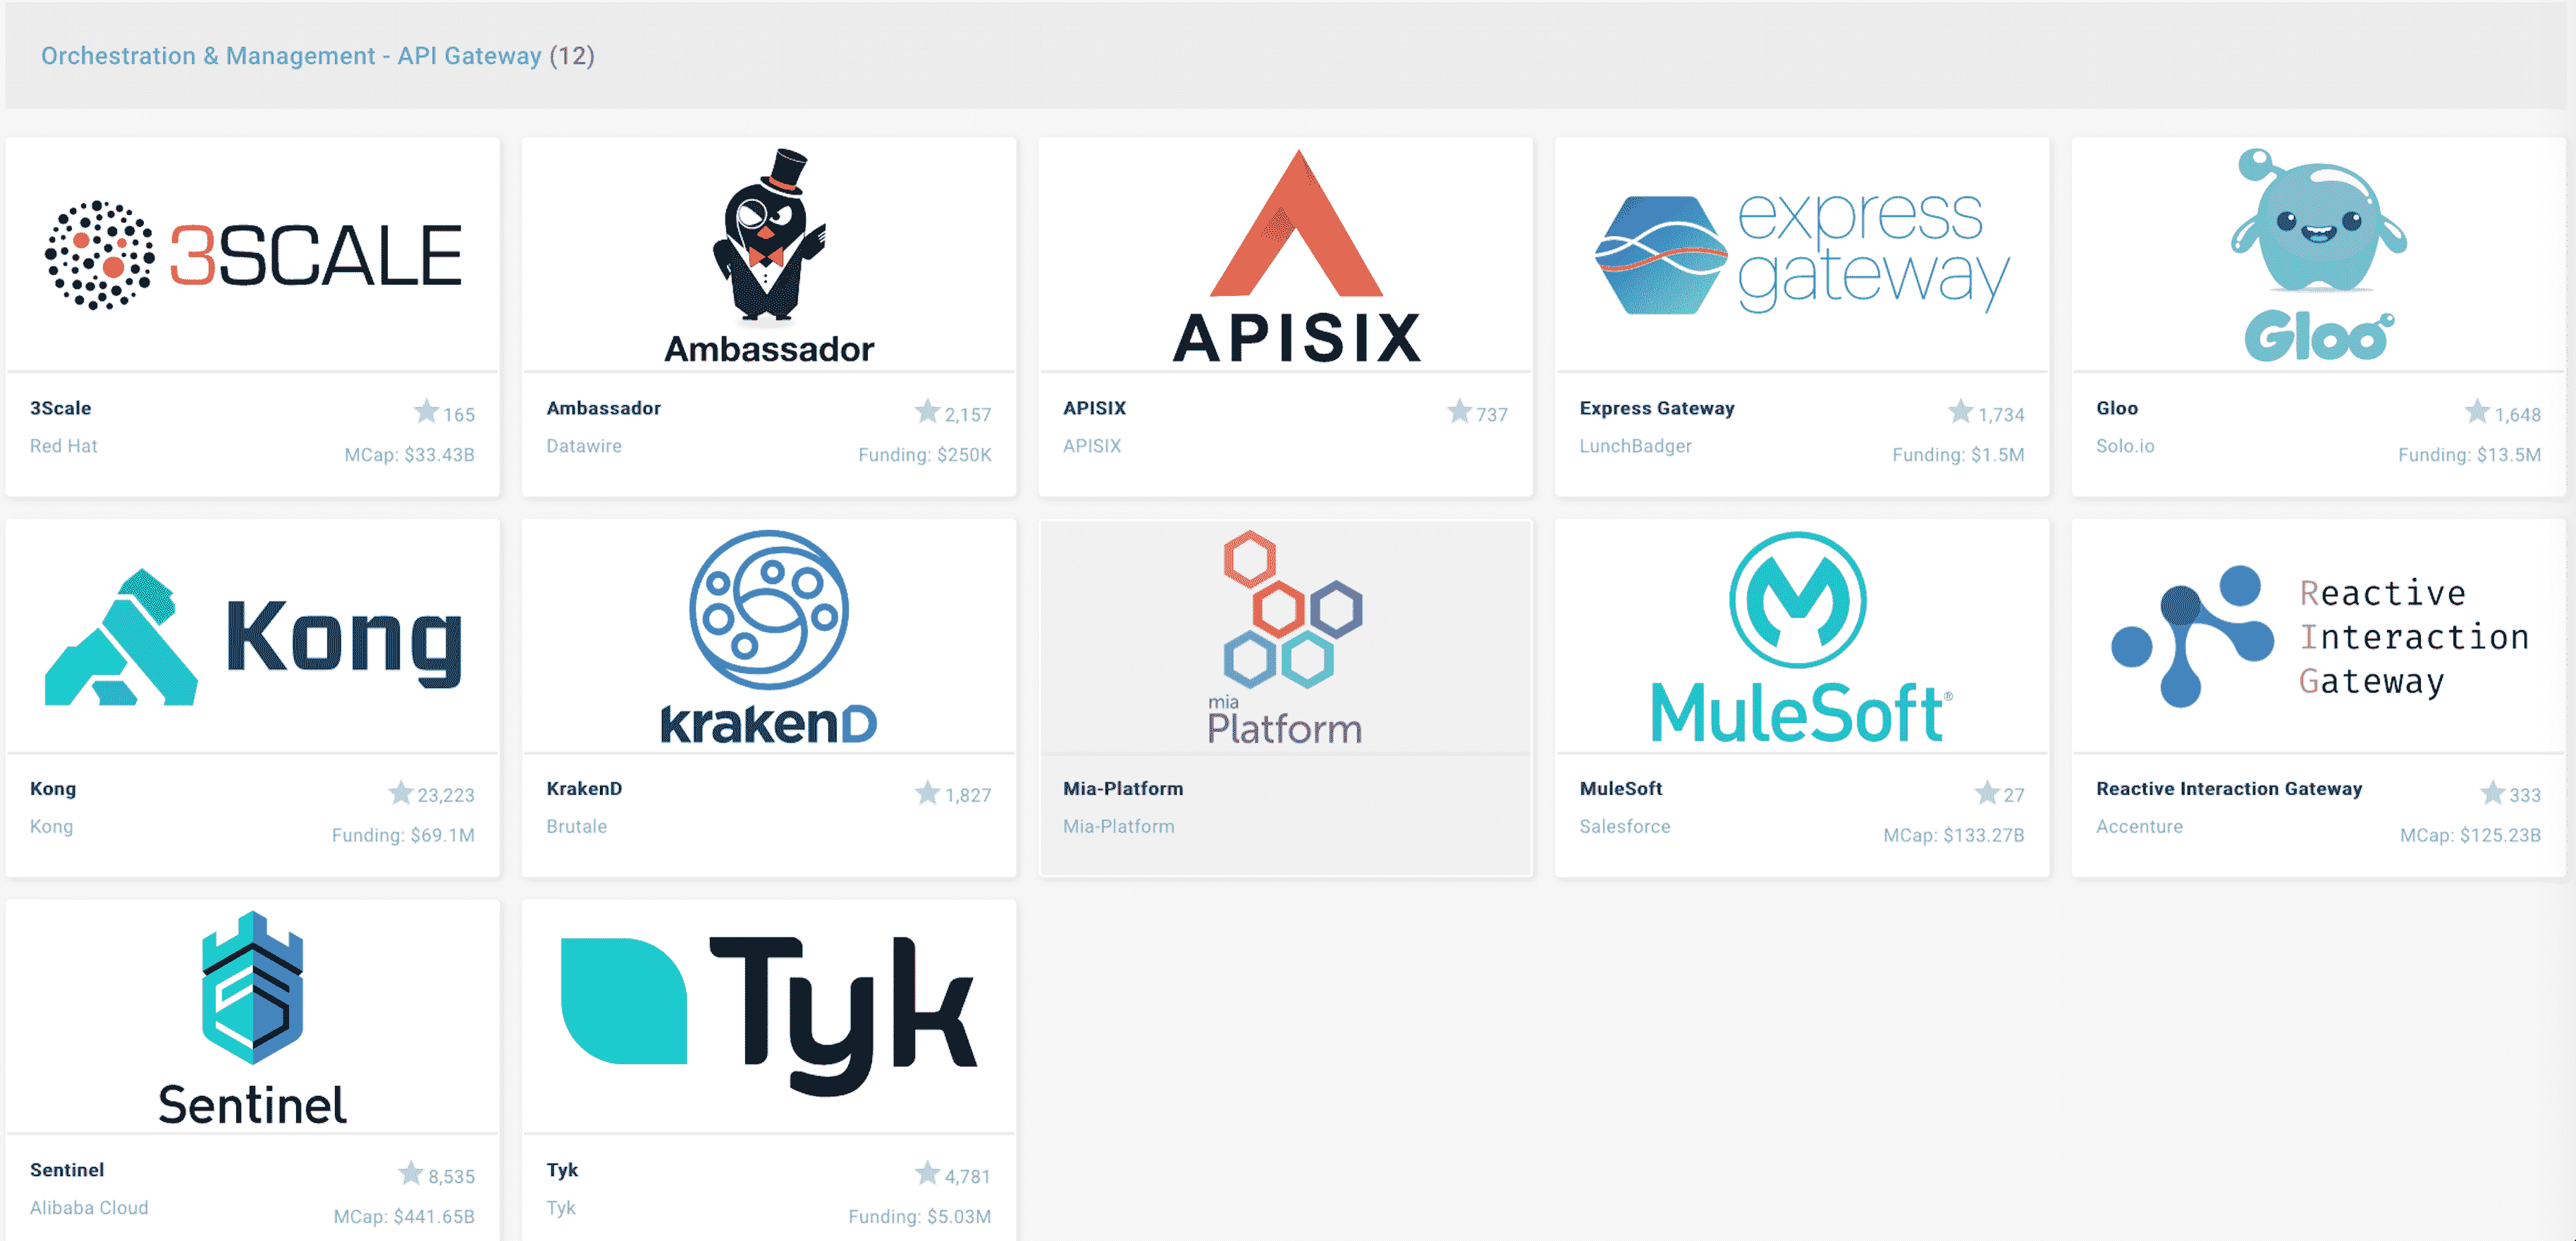 Orchestration & Management - API Gateway (12)
3SCALE
3Scale
165
Red Hat
MCap: $33.43B
Ambassador
Ambassador
2,157
Datawire
Funding: $250K
APISIX
APISIX
737
APISIX
express
gateway
Express Gateway
1,734
LunchBadger
Funding: $1.5M
Gloo
Gloo
1,648
Solo.io
Funding: $13.5M
Kong
Kong
23,223
Kong
Funding: $69.1M
krakenD
KrakenD
1,827
Brutale
mia
Platform
Mia-Platform
Mia-Platform
MuleSoft®
MuleSoft
27
Salesforce
MCap: $133.27B
Reactive
Interaction
Gateway
Reactive Interaction Gateway
333
Accenture
MCap: $125.23B
Sentinel
Sentinel
8,535
Alibaba Cloud
MCap: $441.65B
Tyk
Tyk
4,781
Tyk
Funding: $5.03M